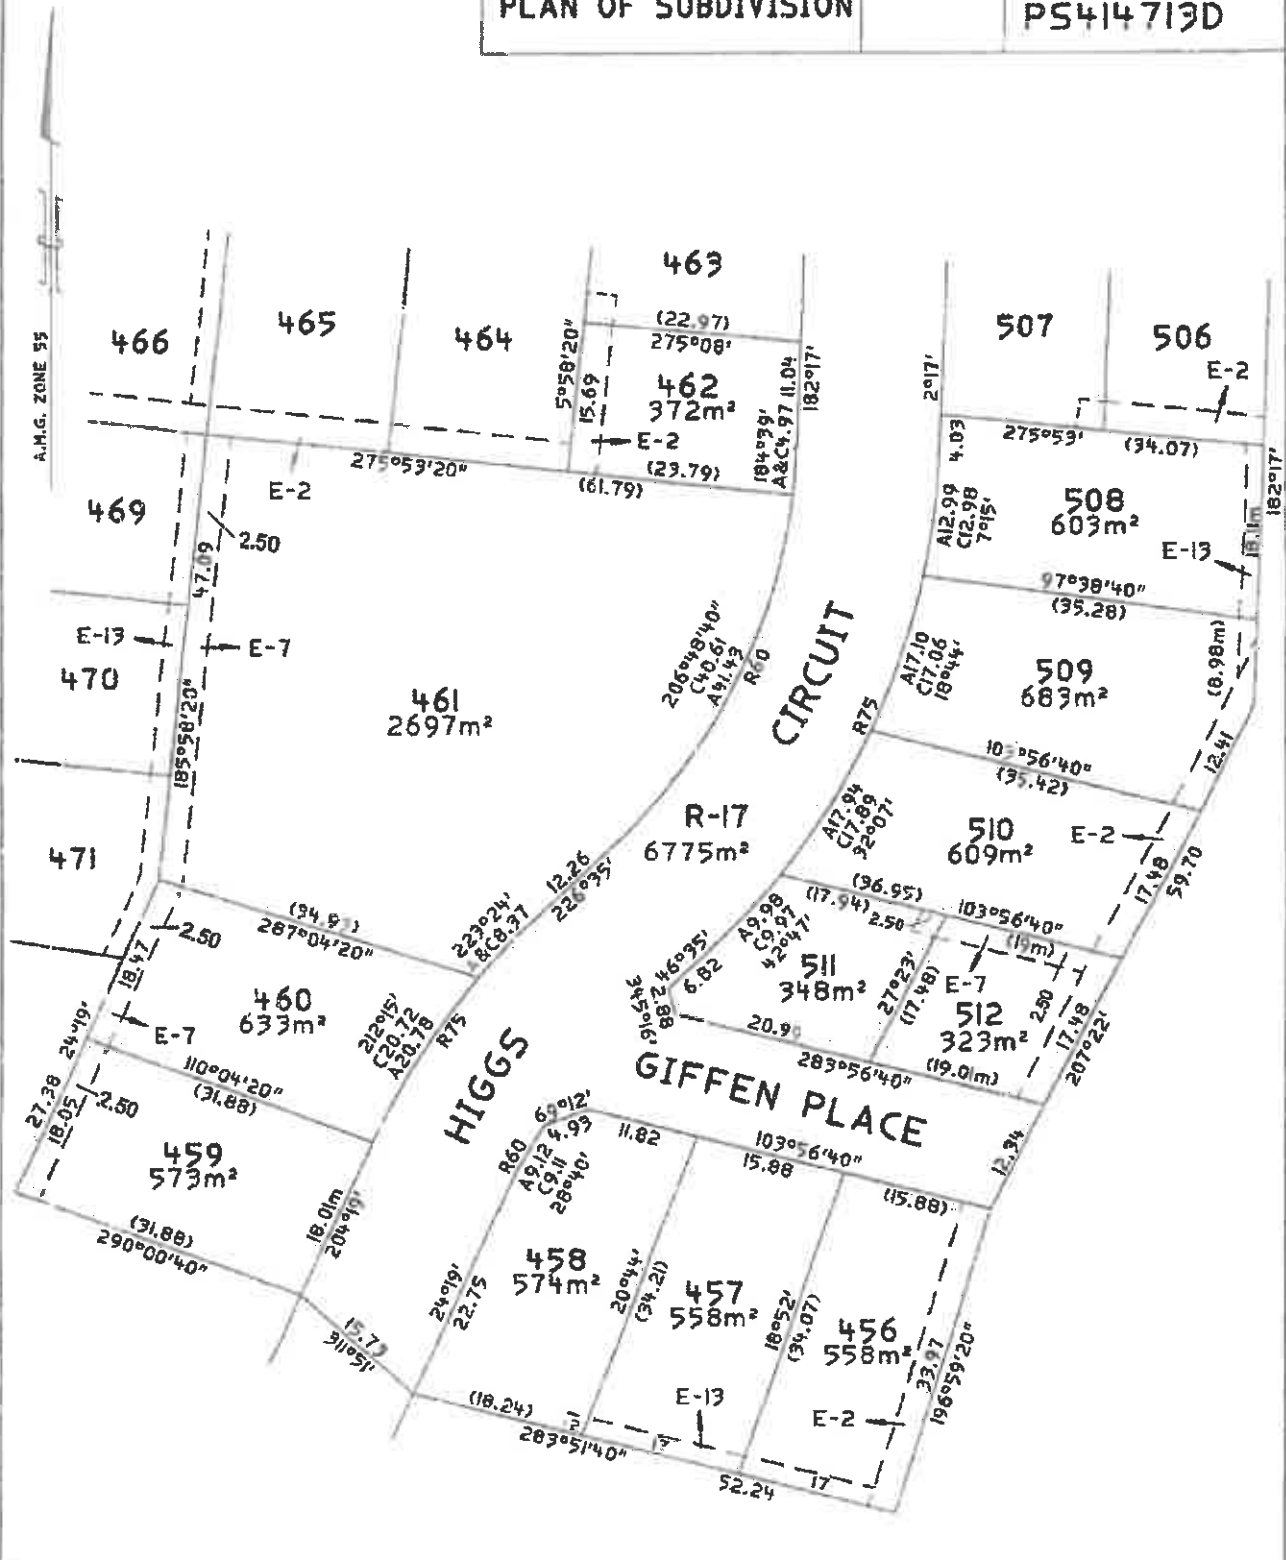 PLAN OF SUBDIVISION
PS414713D
A.M.G. ZONE 55
463
(22.97)
275°08'
466
465
464
5°58'20"
15.69
462
372m²
E-2
(23.79)
184°39'
A&C4.97
11.04
182°17'
507
506
E-2
2°17'
275°53'
(34.07)
275°53'20"
(61.79)
E-2
469
2.50
47.09
4.03
A12.99
C12.98
7°15'
508
603m²
E-13
182°17'
97°38'40"
(35.28)
E-13
E-7
470
185°58'20"
461
2697m²
206°48'40"
C40.61
A41.43
R60
CIRCUIT
A17.10
C17.06
18°44'
R75
509
683m²
(8.98m)
12.41
103°56'40"
(35.42)
471
R-17
6775m²
A17.94
C17.89
32°07'
510
609m²
E-2
17.48
59.70
12.26
226°35'
223°24'
A&C8.37
287°04'20"
2.50
18.47
(36.95)
(17.94)
2.50
103°56'40"
(19m)
A9.98
C9.97
42°47'
46°35'
6.82
345°16'
2.88
511
348m²
27°23'
(17.48)
E-7
512
323m²
2.50
17.48
207°22'
460
633m²
E-7
24°19'
212°15'
C20.72
A20.78
R75
283°56'40"
(19.01m)
110°04'20"
(31.88)
2.50
27.38
18.05
459
573m²
HIGGS
GIFFEN PLACE
69°12'
4.93
11.82
103°56'40"
15.88
(15.88)
12.34
R60
A9.12
C9.11
28°40'
18.01m
204°19'
(31.88)
290°00'40"
458
574m²
24°19'
22.75
20°44'
(34.21)
457
558m²
18°52'
(34.07)
456
558m²
33.97
196°59'20"
15.73
311°51'
(18.24)
283°51'40"
E-13
E-2
17
52.24